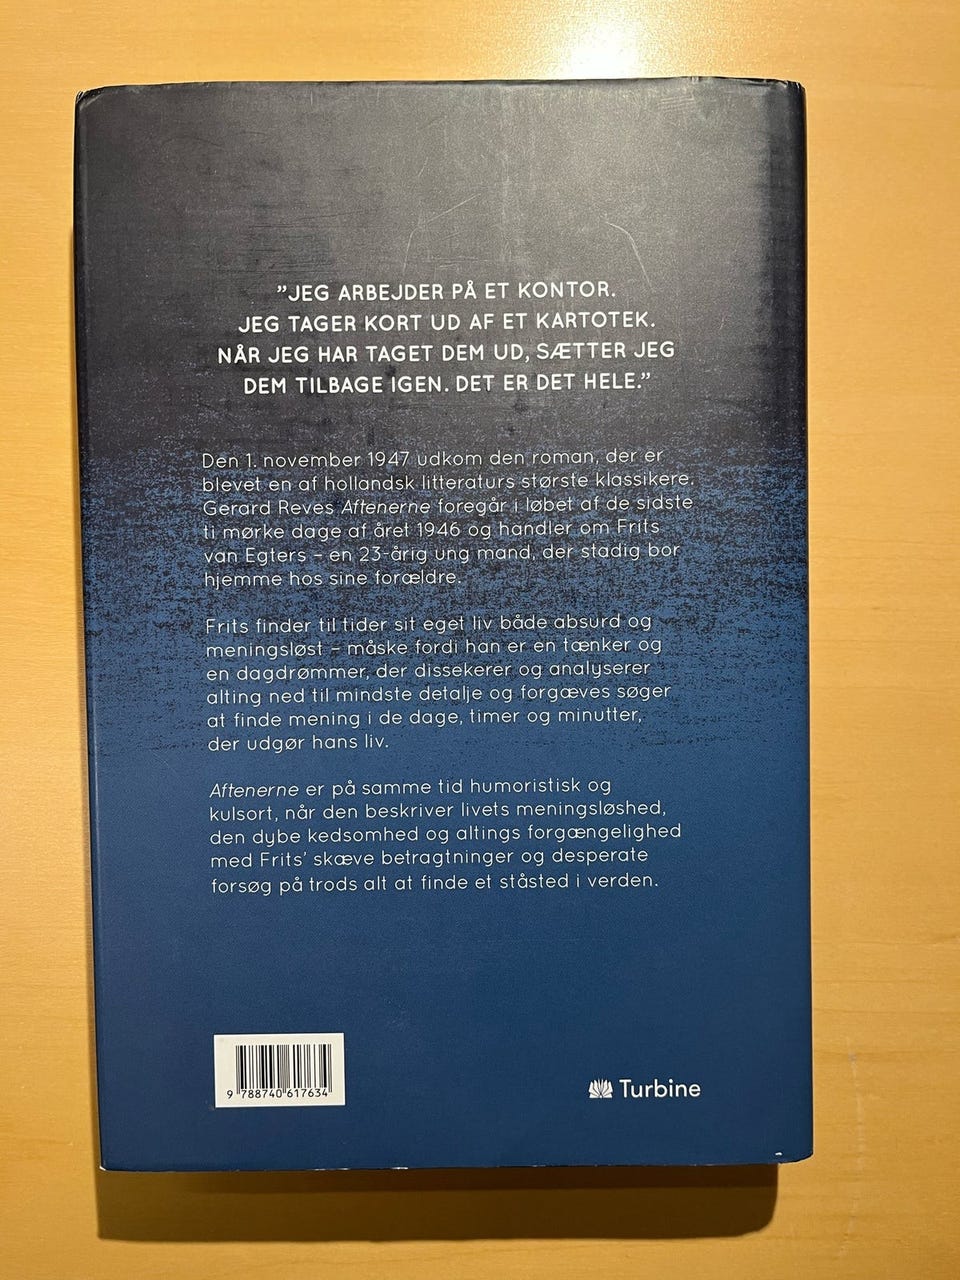 ”JEG ARBEJDER PÅ ET KONTOR.
JEG TAGER KORT UD AF ET KARTOTEK.
NÅR JEG HAR TAGET DEM UD, SÆTTER JEG
DEM TILBAGE IGEN. DET ER DET HELE.”
Den 1. november 1947 udkom den roman, der er
blevet en af hollandsk litteraturs største klassikere.
Gerard Reves Aftenerne foregår i løbet af de sidste
ti mørke dage af året 1946 og handler om Frits
van Egters – en 23-årig ung mand, der stadig bor
hjemme hos sine forældre.
Frits finder til tider sit eget liv både absurd og
meningsløst – måske fordi han er en tænker og
en dagdrømmer, der dissekerer og analyserer
alting ned til mindste detalje og forgæves søger
at finde mening i de dage, timer og minutter,
der udgør hans liv.
Aftenerne er på samme tid humoristisk og
kulsort, når den beskriver livets meningsløshed,
den dybe kedsomhed og altings forgængelighed
med Frits’ skæve betragtninger og desperate
forsøg på trods alt at finde et ståsted i verden.
9 788740 617634
Turbine